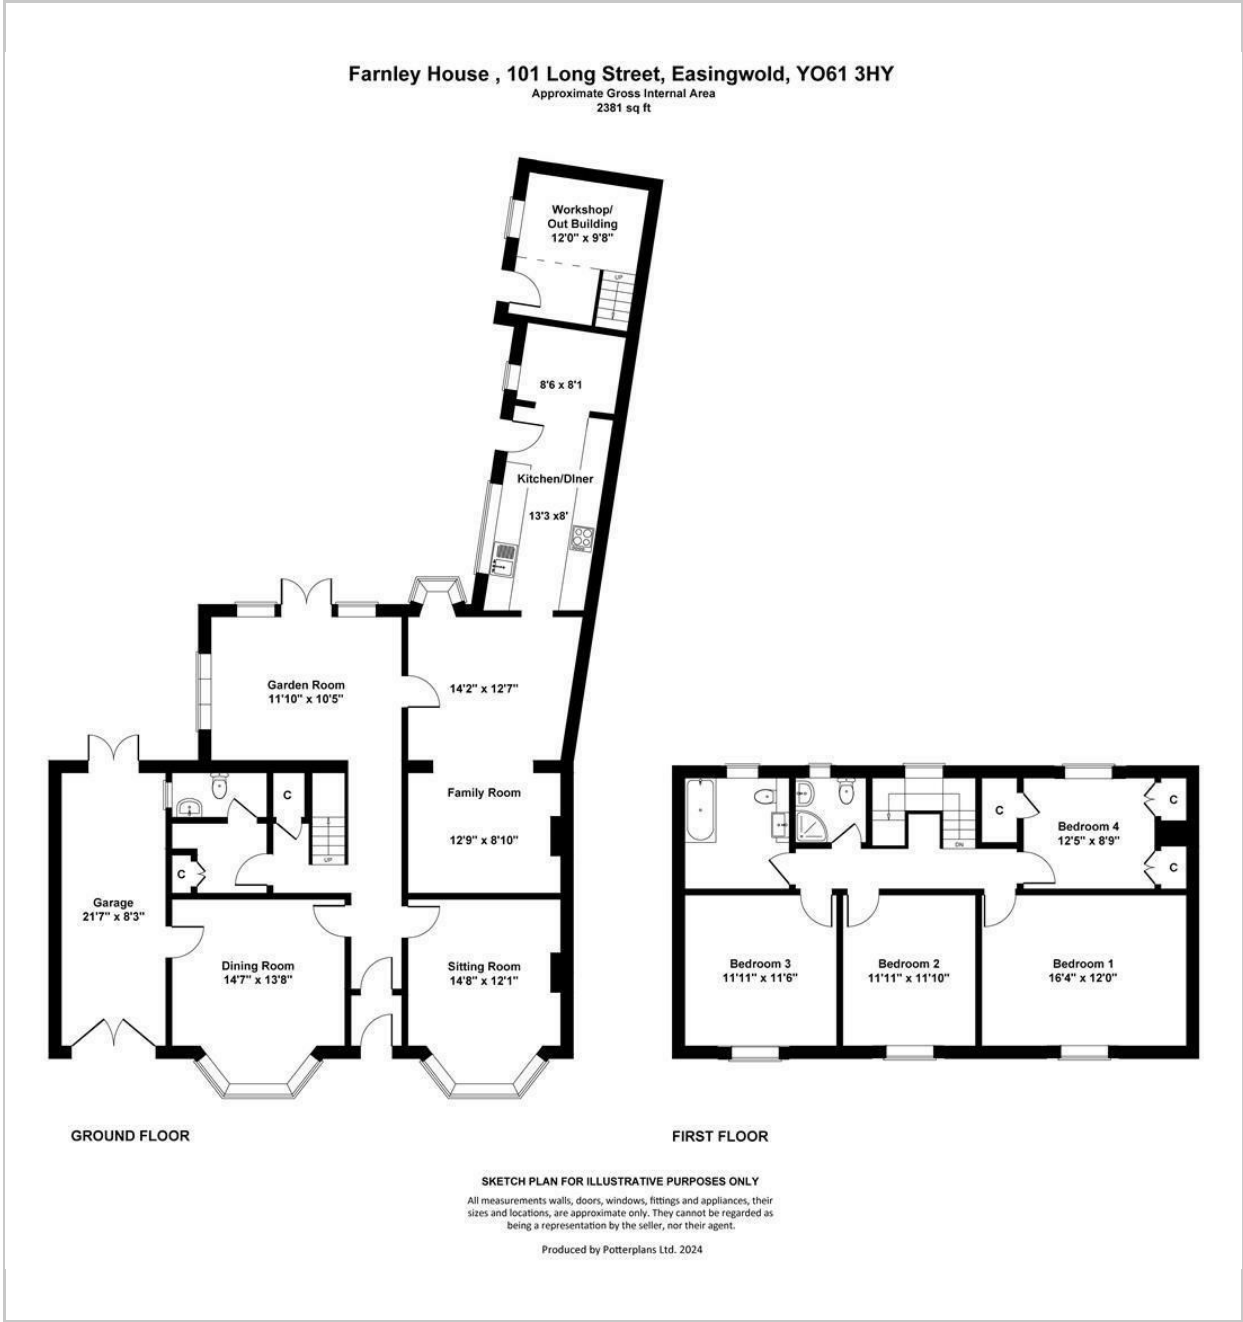 Farnley House , 101 Long Street, Easingwold, YO61 3HY
Approximate Gross Internal Area
2381 sq ft
Workshop/
Out Building
12'0" x 9'8"
UP
8'6 x 8'1
Kitchen/DIner
13'3 x8'
Garden Room
11'10" x 10'5"
14'2" x 12'7"
Family Room
12'9" x 8'10"
C
UP
C
Garage
21'7" x 8'3"
Dining Room
14'7" x 13'8"
Sitting Room
14'8" x 12'1"
GROUND FLOOR
C
DN
Bedroom 4
12'5" x 8'9"
C
C
Bedroom 3
11'11" x 11'6"
Bedroom 2
11'11" x 11'10"
Bedroom 1
16'4" x 12'0"
FIRST FLOOR
SKETCH PLAN FOR ILLUSTRATIVE PURPOSES ONLY
All measurements walls, doors, windows, fittings and appliances, their
sizes and locations, are approximate only. They cannot be regarded as
being a representation by the seller, nor their agent.
Produced by Potterplans Ltd. 2024